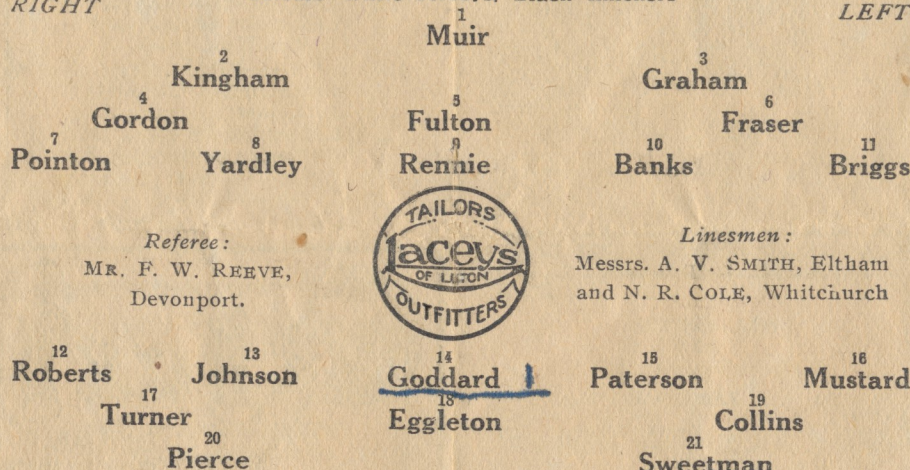 RIGHT
LEFT
1
Muir
2
3
Kingham
Graham
4
5
6
Gordon
Fulton
Fraser
7
8
9
10
11
Pointon
Yardley
Rennie
Banks
Briggs
TAILORS
Laceys
OF LUTON
OUTFITTERS
Referee:
MR. F. W. REEVE,
Devonport.
Linesmen:
Messrs. A. V. SMITH, Eltham
and N. R. COLE, Whitchurch
12
13
14
15
16
Roberts
Johnson
Goddard 1
Paterson
Mustard
17
18
19
Turner
Eggleton
Collins
20
21
Pierce
Sweetman